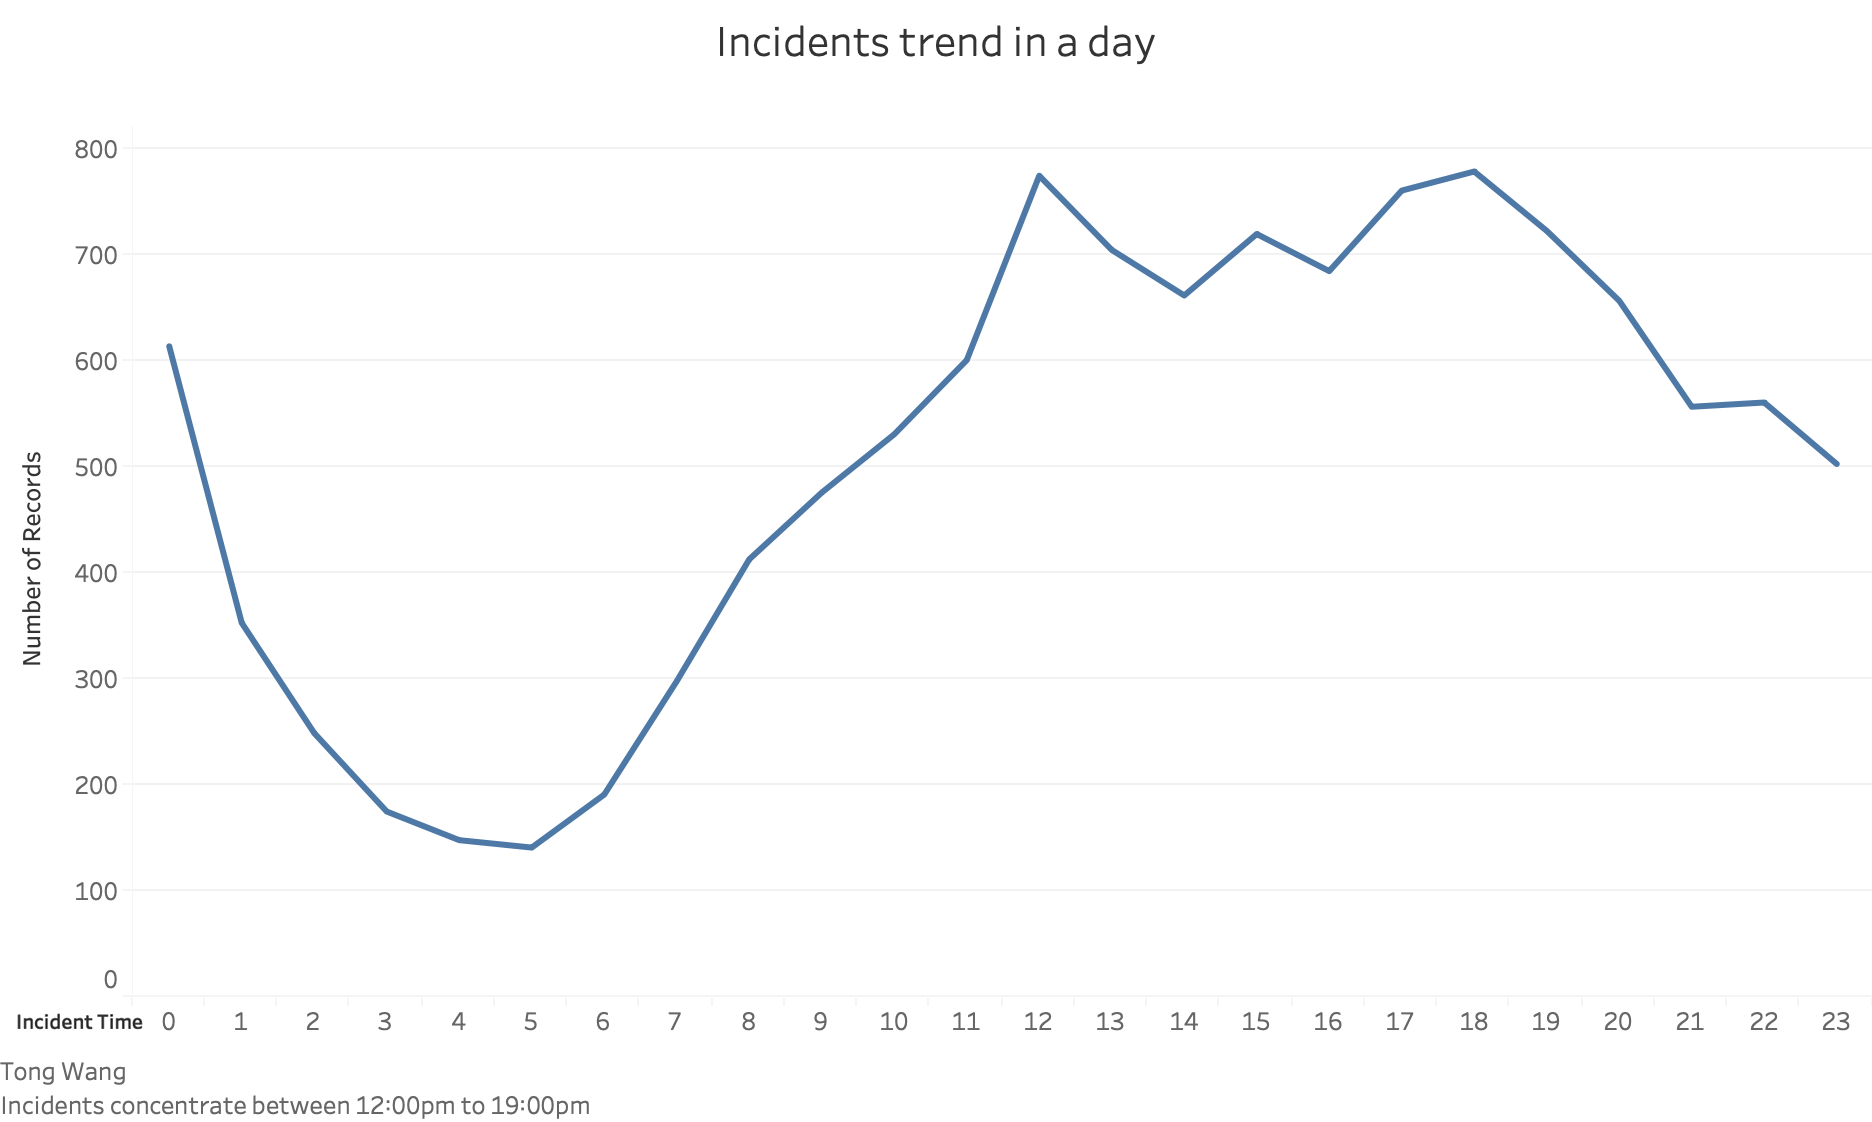 Incidents trend in a day
800
700
600
500
400
300
200
100
0
Number of Records
Incident Time 0 1 2 3 4 5 6 7 8 9 10 11 12 13 14 15 16 17 18 19 20 21 22 23
Tong Wang
Incidents concentrate between 12:00pm to 19:00pm